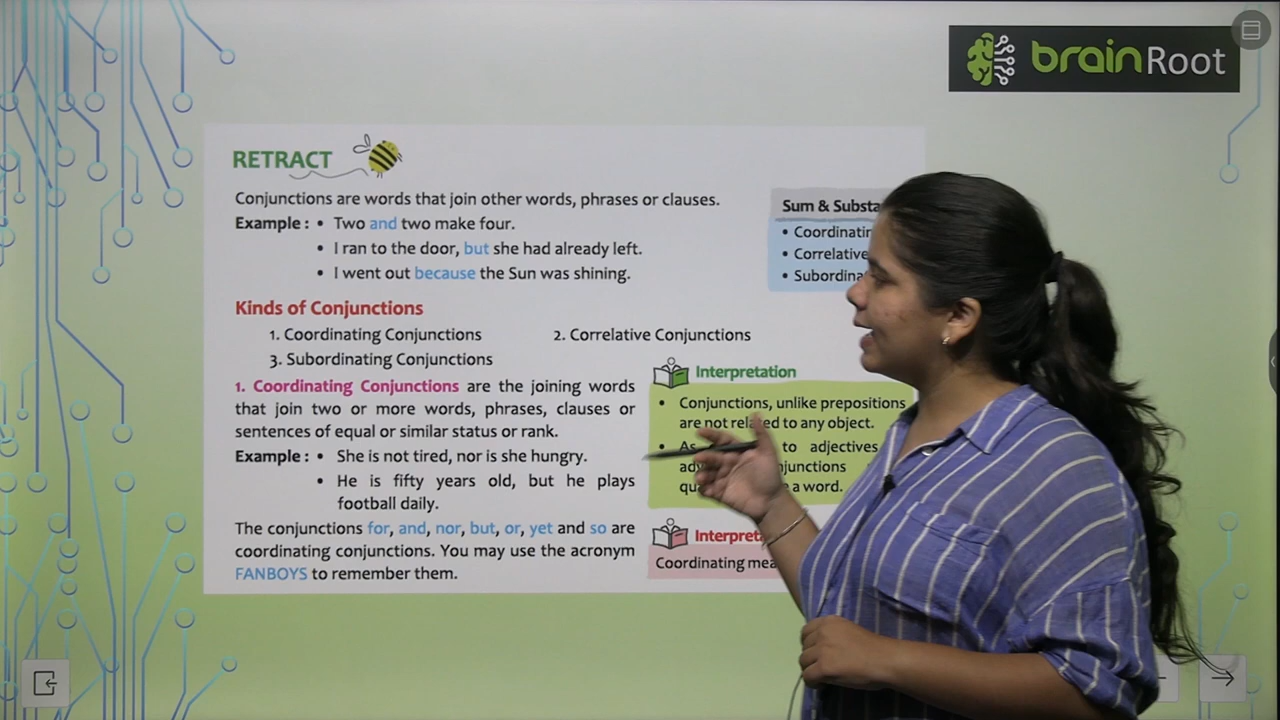 brainRoot
RETRACT
Conjunctions are words that join other words, phrases or clauses.
Example : • Two and two make four.
• I ran to the door, but she had already left.
• I went out because the Sun was shining.
Sum &
•
• Correlative
•
Kinds of Conjunctions
1. Coordinating Conjunctions 2. Correlative Conjunctions
3. Subordinating Conjunctions
1. Coordinating Conjunctions are the joining words
that join two or more words, phrases, clauses or
sentences of equal or similar status or rank.
Example : • She is not tired, nor is she hungry.
• He is fifty years old, but he plays
football daily.
The conjunctions for, and, nor, but, or, yet and so are
coordinating conjunctions. You may use the acronym
FANBOYS to remember them.
Interpretation
• Conjunctions, unlike prepositions
are not related to any object.
• As to adjectives
a word.
Coordinating